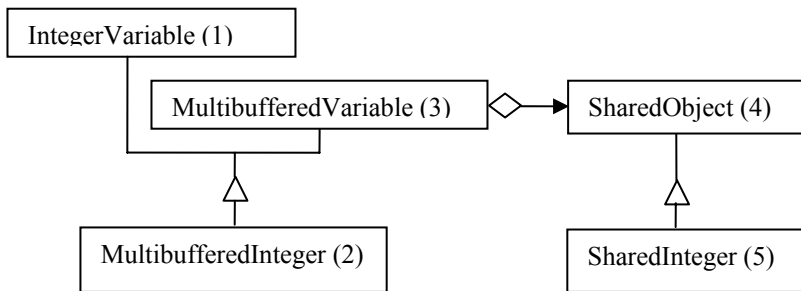 IntegerVariable (1)
MultibufferedVariable (3)
SharedObject (4)
MultibufferedInteger (2)
SharedInteger (5)